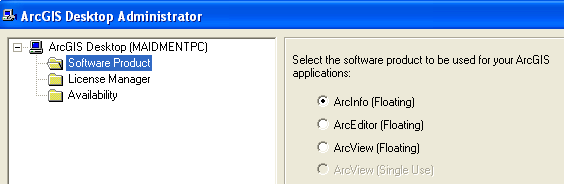 ArcGIS Desktop Administrator
ArcGIS Desktop (MAIDMENTPC)
Software Product
License Manager
Availability
Select the software product to be used for your ArcGIS
applications:
ArcInfo (Floating)
ArcEditor (Floating)
ArcView (Floating)
ArcView (Single Use)